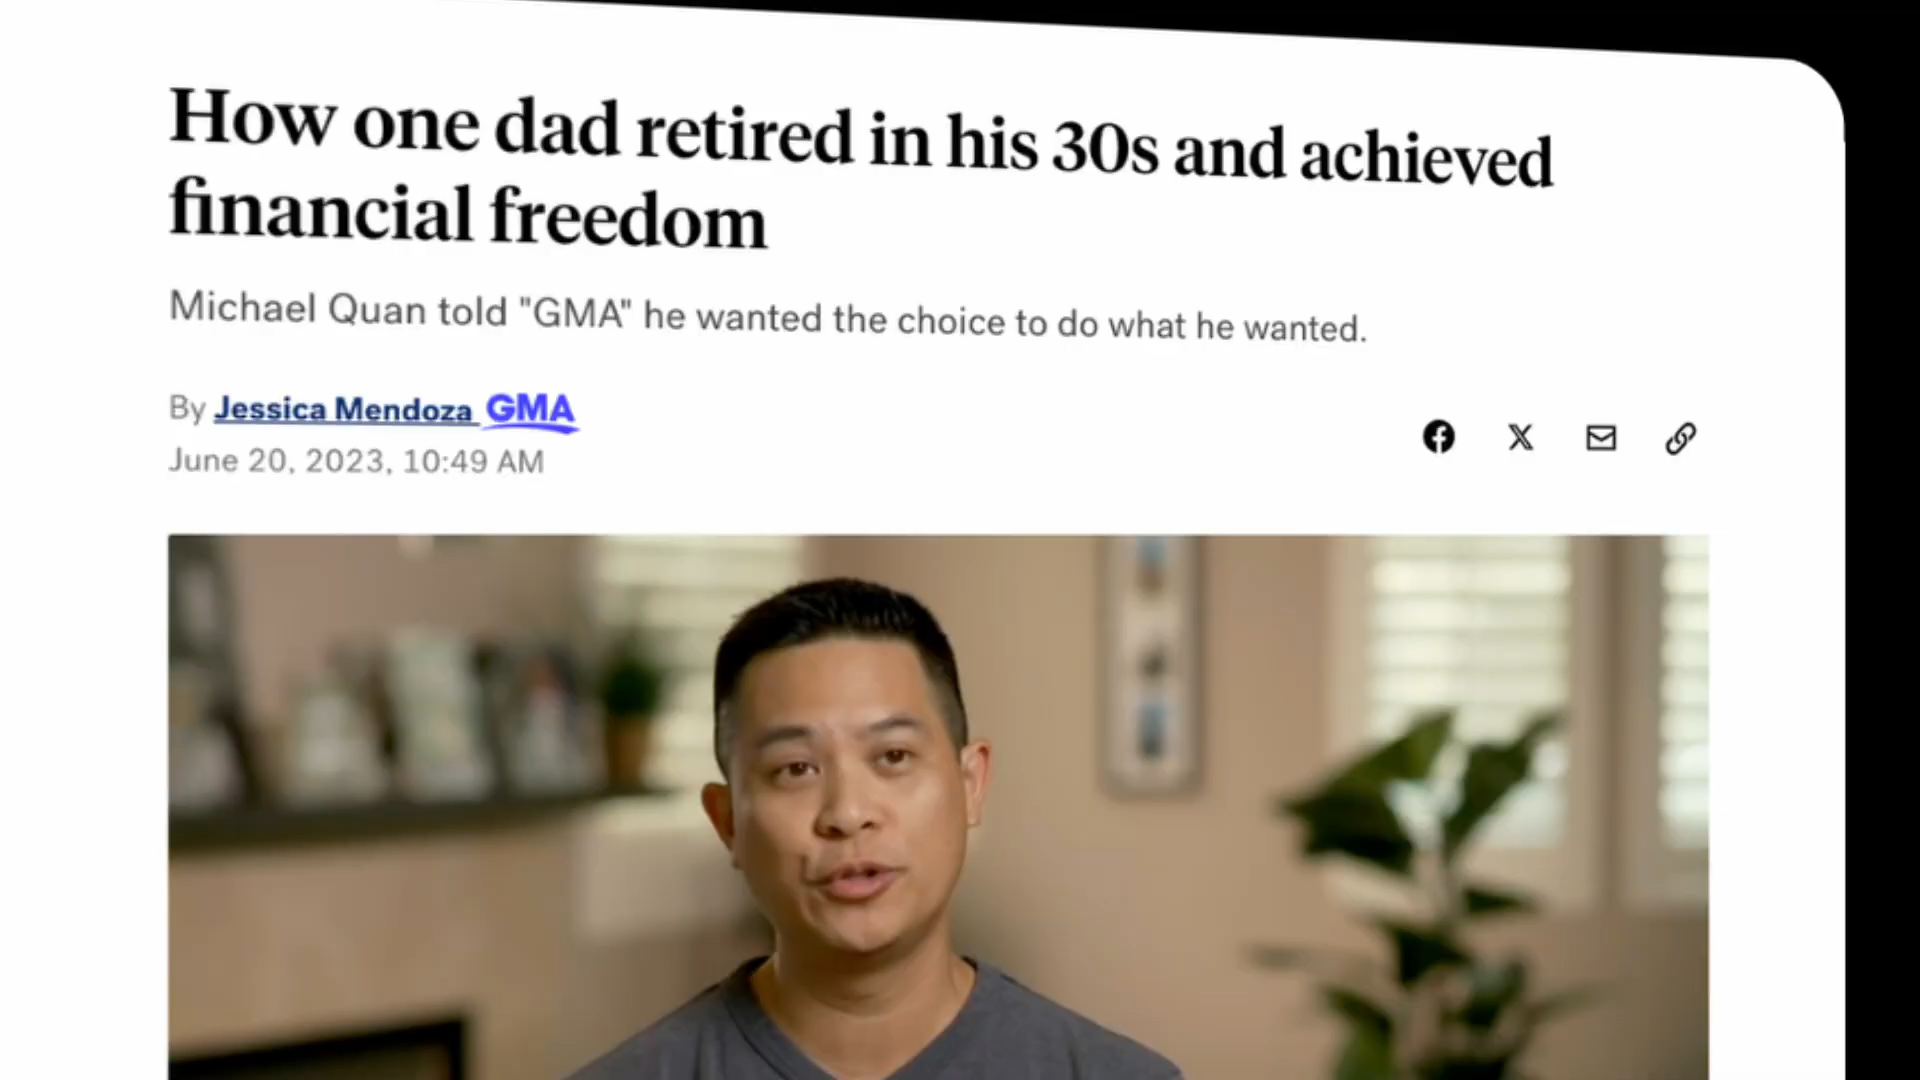 How one dad retired in his 30s and achieved
financial freedom
Michael Quan told "GMA" he wanted the choice to do what he wanted.
By Jessica Mendoza GMA
June 20, 2023, 10:49 AM